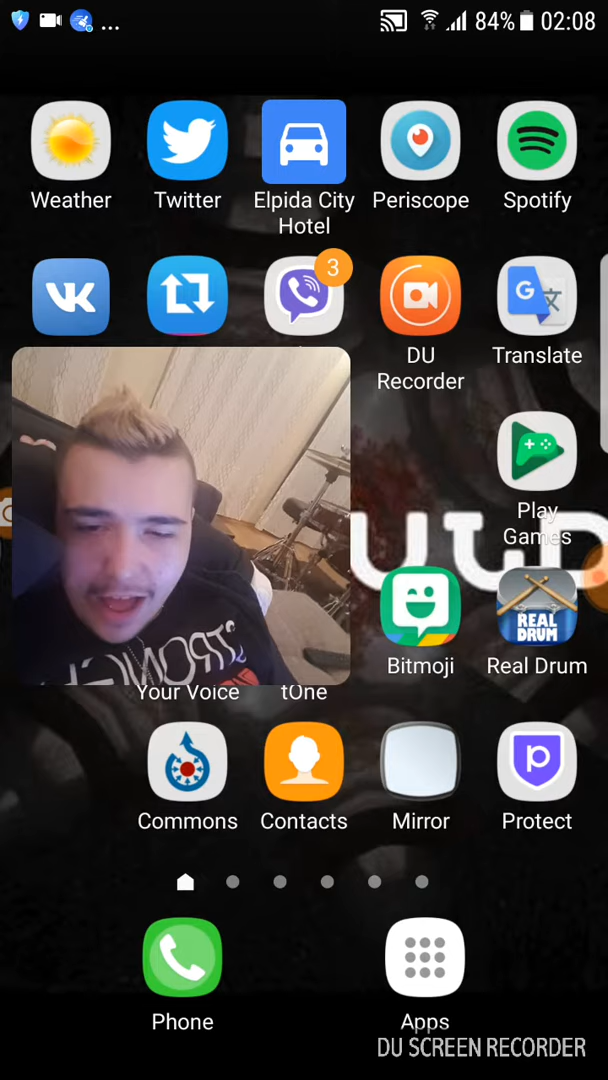 84% 02:08
Weather Twitter Elpida City Hotel Periscope Spotify
3
DU Recorder Translate
Play Games
REAL DRUM
Bitmoji Real Drum
Your Voice tOne
Commons Contacts Mirror Protect
Phone Apps
DU SCREEN RECORDER